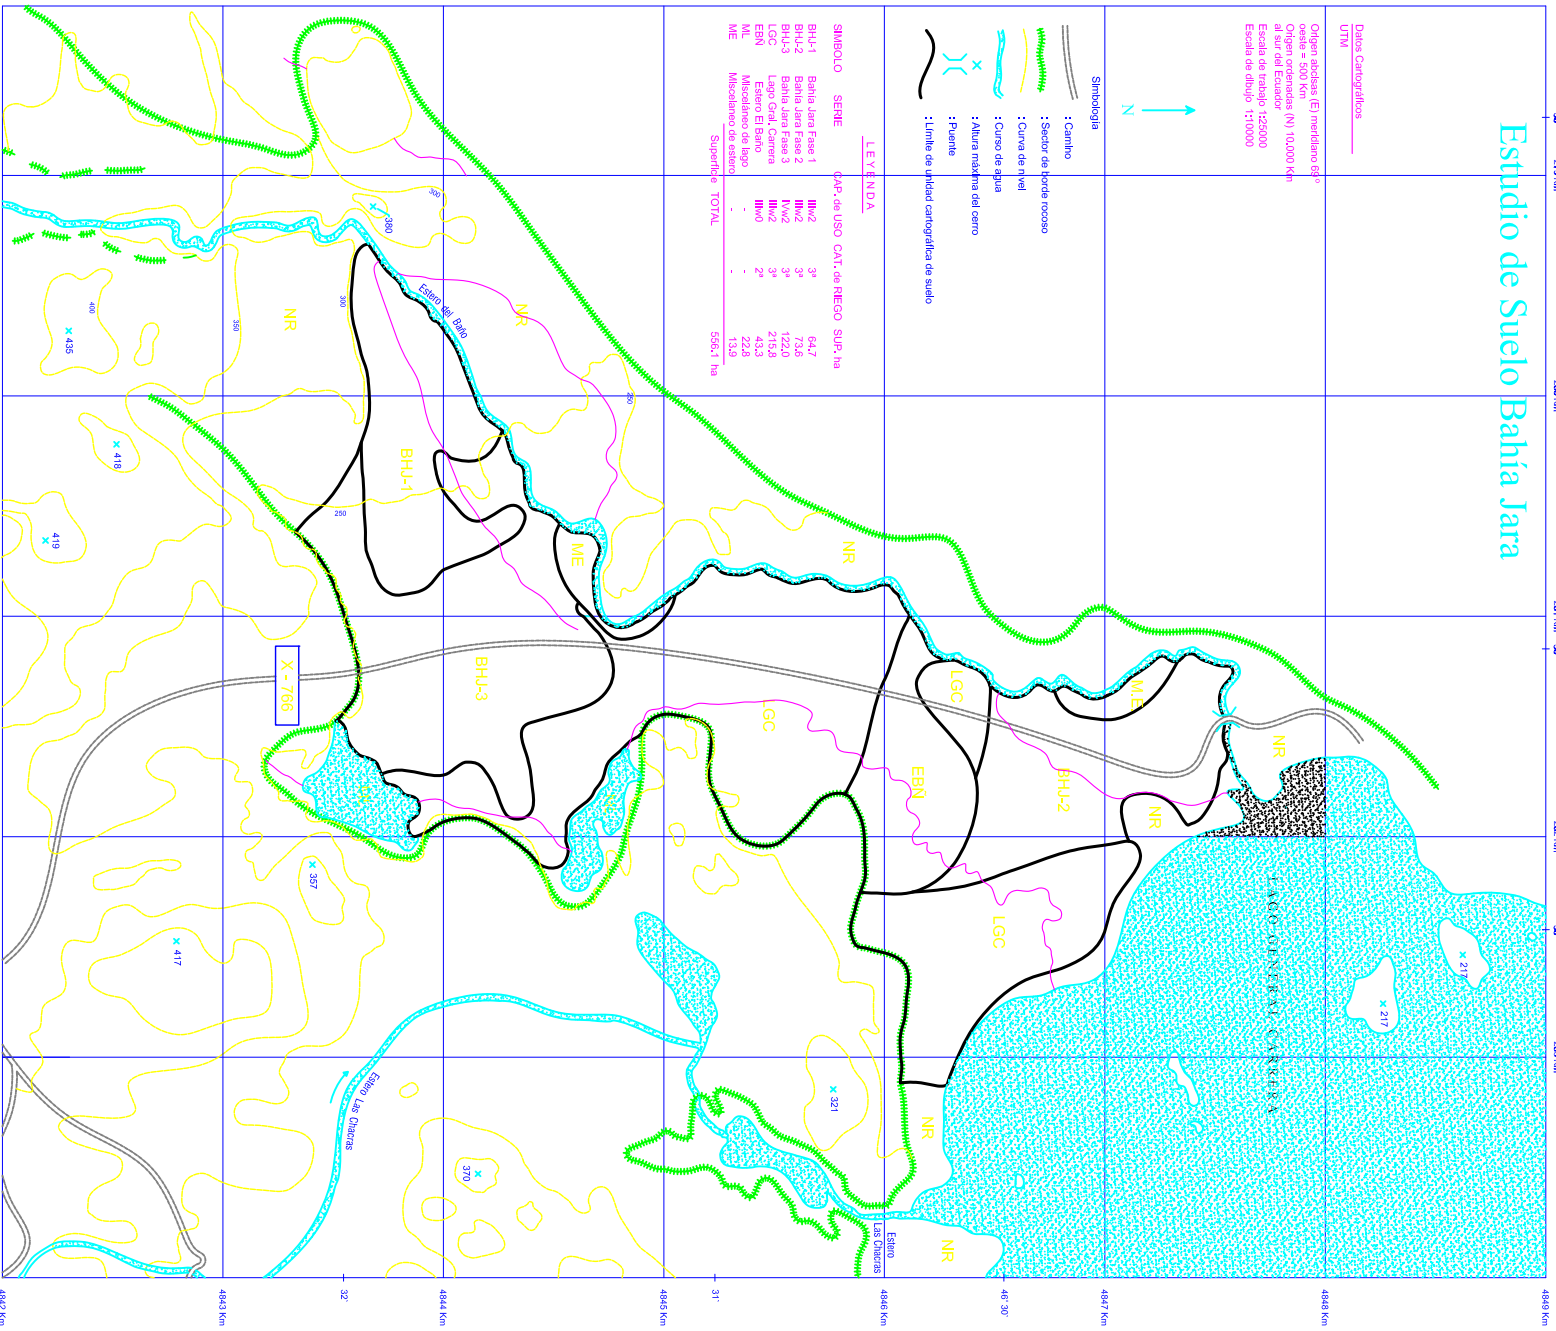 Estudio de Suelo Bahía Jara
Datos Cartográficos
UTM
Origen abcisas (E) meridiano 69°
oeste = 500 Km
Origen ordenadas (N) 10.000 Km
al sur del Ecuador
Escala de trabajo 1:25000
Escala de dibujo 1:10000
N
Simbología
: Camino
: Sector de borde rocoso
: Curva de nivel
: Curso de agua
: Altura máxima del cerro
: Puente
: Límite de unidad cartográfica de suelo
L E Y E N D A
SIMBOLO SERIE CAP. de USO CAT. de RIEGO SUP. ha
BHJ-1 Bahía Jara Fase 1 IIIw2 3ª 64,7
BHJ-2 Bahía Jara Fase 2 IIIw2 3ª 73,6
BHJ-3 Bahía Jara Fase 3 IVw2 3ª 122,0
LGC Lago Gral. Carrera IIIw2 3ª 215,8
EBÑ Estero El Baño IIIw0 2ª 43,3
ML Misceláneo de lago - - 22,8
ME Misceláneo de estero - - 13,9
Superficie TOTAL 556,1 ha
217
217
LAGO GENERAL CARRERA
NR
M.E
NR
BHJ-2
LGC
LGC
EBÑ
NR
NR
NR
LGC
Estero
Las Chacras
321
250
ME
NR
Estero del Baño
BHJ-3
BHJ-1
300
380
370
Estero Las Chacras
300
250
357
X - 766
NR
350
417
400
435
418
419
4849 Km
4848 Km
4847 Km
46' 30"
4846 Km
31'
4845 Km
4844 Km
32'
4843 Km
4842 Km